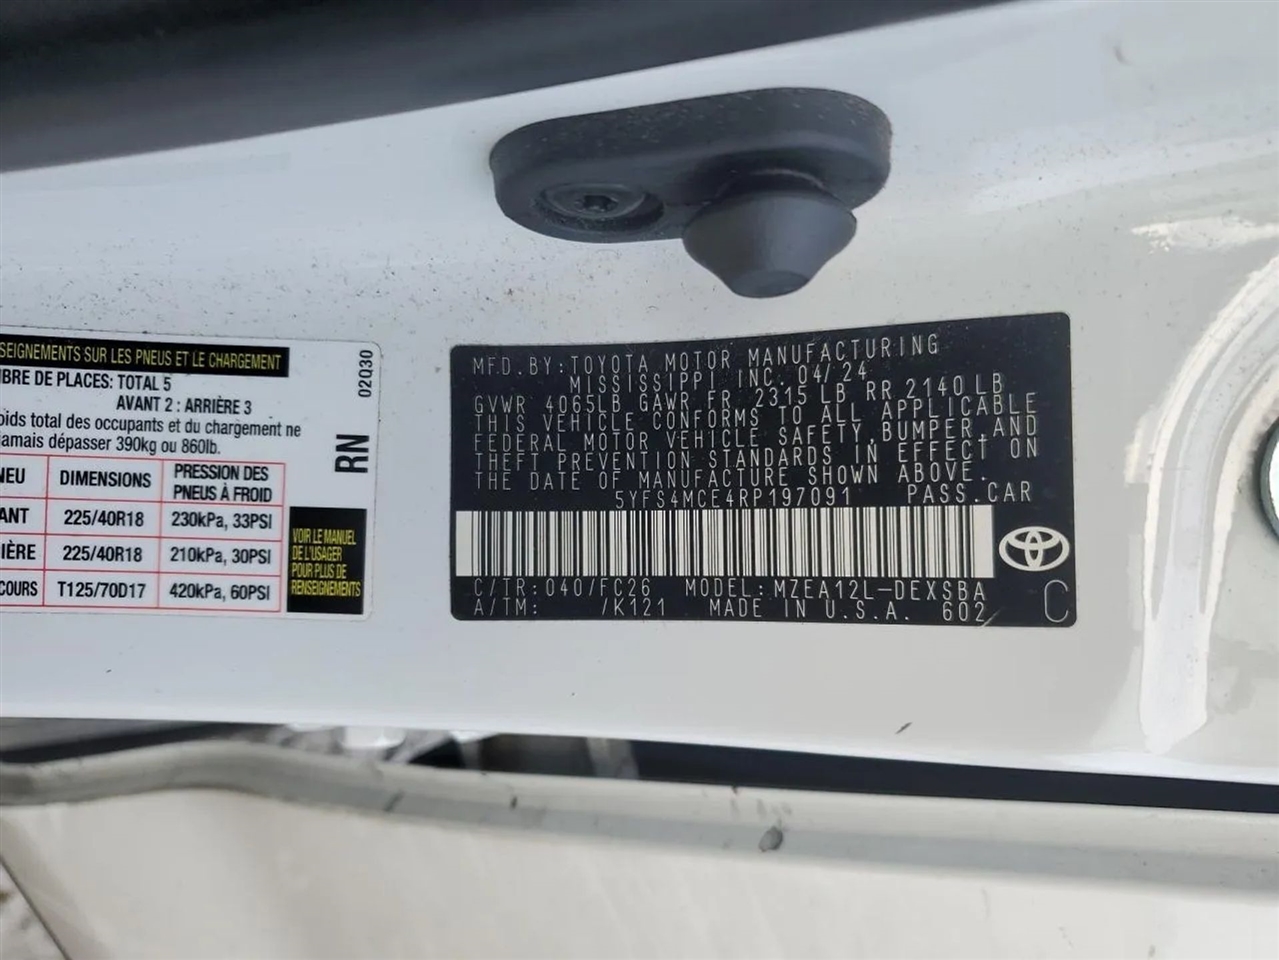 SEIGNEMENTS SUR LES PNEUS ET LE CHARGEMENT
BRE DE PLACES: TOTAL 5
AVANT 2 : ARRIÈRE 3
oids total des occupants et du chargement ne
jamais dépasser 390kg ou 860lb.
NEU DIMENSIONS PRESSION DES PNEUS À FROID
ANT 225/40R18 230kPa, 33PSI
IÈRE 225/40R18 210kPa, 30PSI
COURS T125/70D17 420kPa, 60PSI
02Q30
RN
VOIR LE MANUEL
DE L'USAGER
POUR PLUS DE
RENSEIGNEMENTS
MFD. BY: TOYOTA MOTOR MANUFACTURING
MISSISSIPPI, INC. 04/24
GVWR 4065LB GAWR FR 2315 LB RR 2140 LB
THIS VEHICLE CONFORMS TO ALL APPLICABLE
FEDERAL MOTOR VEHICLE SAFETY, BUMPER, AND
THEFT PREVENTION STANDARDS IN EFFECT ON
THE DATE OF MANUFACTURE SHOWN ABOVE.
5YFS4MCE4RP197091 PASS. CAR
C/TR: 040/FC26 MODEL: MZEA12L-DEXSBA
A/TM: /K121 MADE IN U.S.A. 602
C